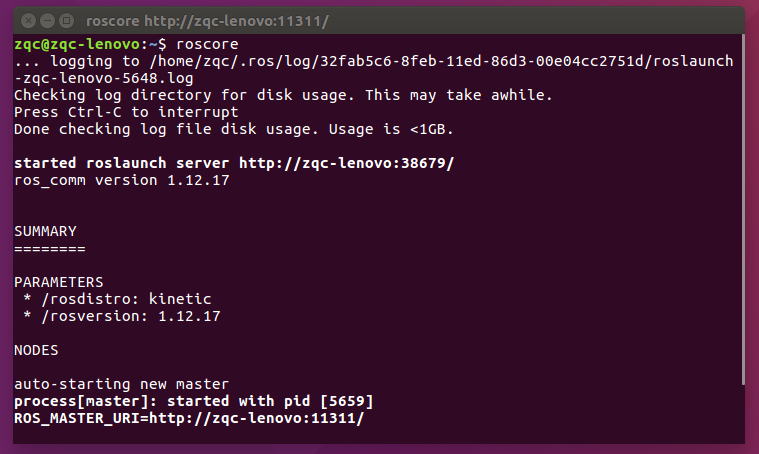 roscore http://zqc-lenovo:11311/
zqc@zqc-lenovo:~$ roscore
... logging to /home/zqc/.ros/log/32fab5c6-8feb-11ed-86d3-00e04cc2751d/roslaunch
-zqc-lenovo-5648.log
Checking log directory for disk usage. This may take awhile.
Press Ctrl-C to interrupt
Done checking log file disk usage. Usage is <1GB.

started roslaunch server http://zqc-lenovo:38679/
ros_comm version 1.12.17

SUMMARY
========

PARAMETERS
 * /rosdistro: kinetic
 * /rosversion: 1.12.17

NODES

auto-starting new master
process[master]: started with pid [5659]
ROS_MASTER_URI=http://zqc-lenovo:11311/